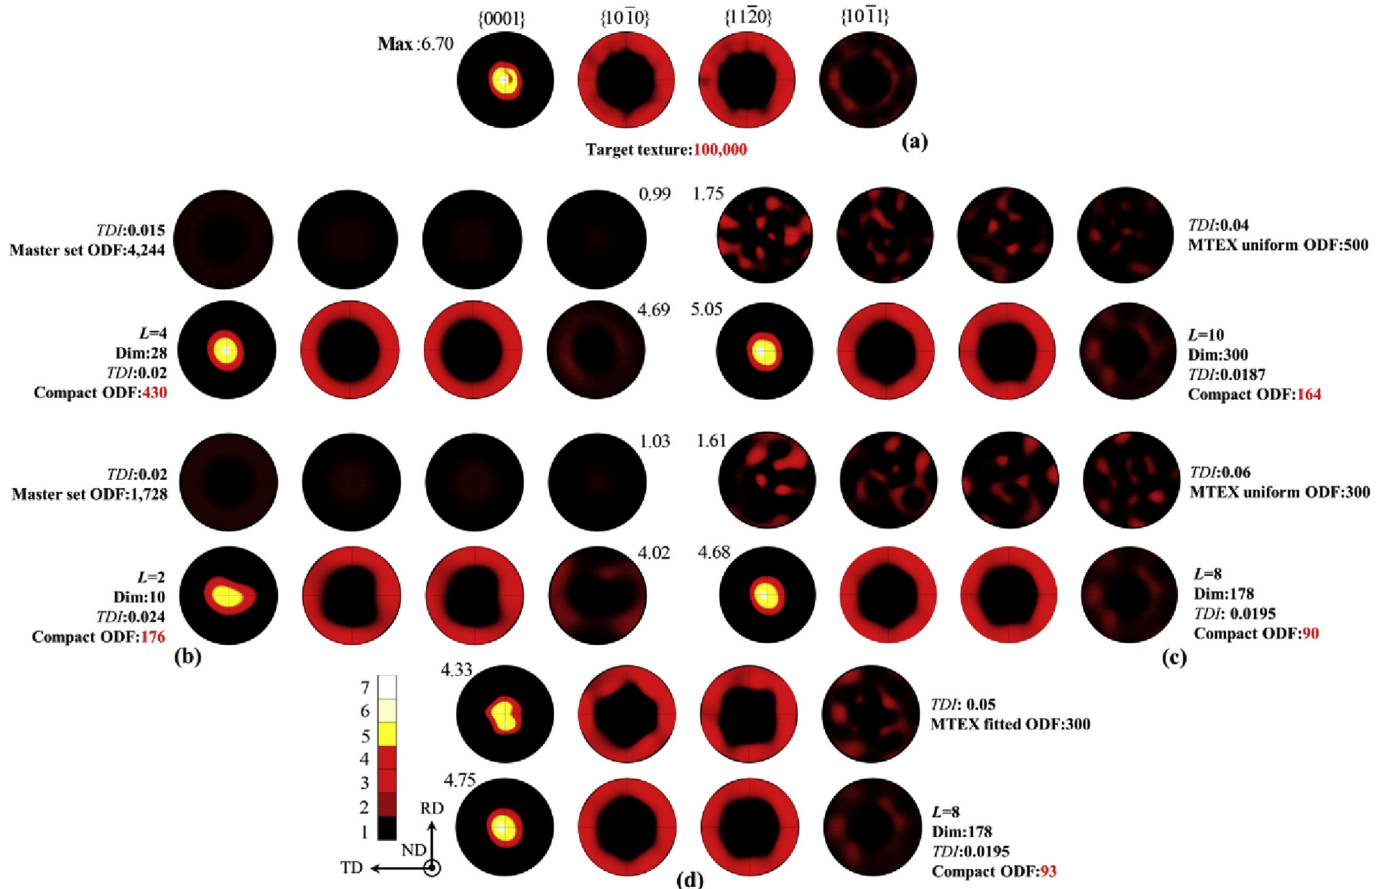 {0001} {101̅0} {112̅0} {101̅1}
Max :6.70
(a)
Target texture:100,000
0.99
TDI:0.015
Master set ODF:4,244
1.75
TDI:0.04
MTEX uniform ODF:500
4.69
L=4
Dim:28
TDI:0.02
Compact ODF:430
5.05
L=10
Dim:300
TDI:0.0187
Compact ODF:164
1.03
TDI:0.02
Master set ODF:1,728
1.61
TDI:0.06
MTEX uniform ODF:300
4.02
L=2
Dim:10
TDI:0.024
Compact ODF:176
(b)
4.68
L=8
Dim:178
TDI: 0.0195
Compact ODF:90
(c)
4.33
TDI: 0.05
MTEX fitted ODF:300
7
6
5
4
3
2
1
RD
ND
TD
4.75
L=8
Dim:178
TDI:0.0195
Compact ODF:93
(d)